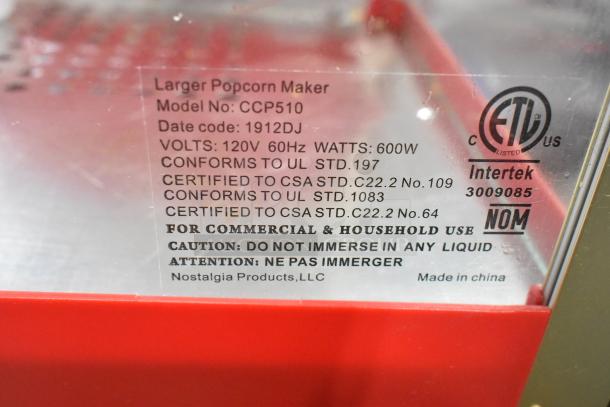 Larger Popcorn Maker
Model No: CCP510
Date code: 1912DJ
VOLTS: 120V 60Hz WATTS: 600W
CONFORMS TO UL STD.197
CERTIFIED TO CSA STD.C22.2 No.109
CONFORMS TO UL STD.1083
CERTIFIED TO CSA STD.C22.2 No.64
FOR COMMERCIAL & HOUSEHOLD USE
CAUTION: DO NOT IMMERSE IN ANY LIQUID
ATTENTION: NE PAS IMMERGER
Nostalgia Products,LLC Made in china
ETL CM
C LISTED US
Intertek
3009085
NOM